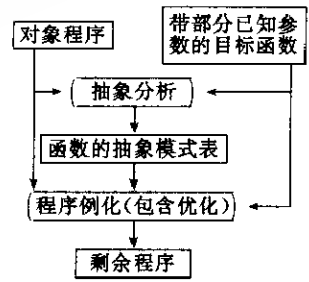 对象程序
带部分已知参
数的目标函数
抽象分析
函数的抽象模式表
程序例化(包含优化)
剩余程序